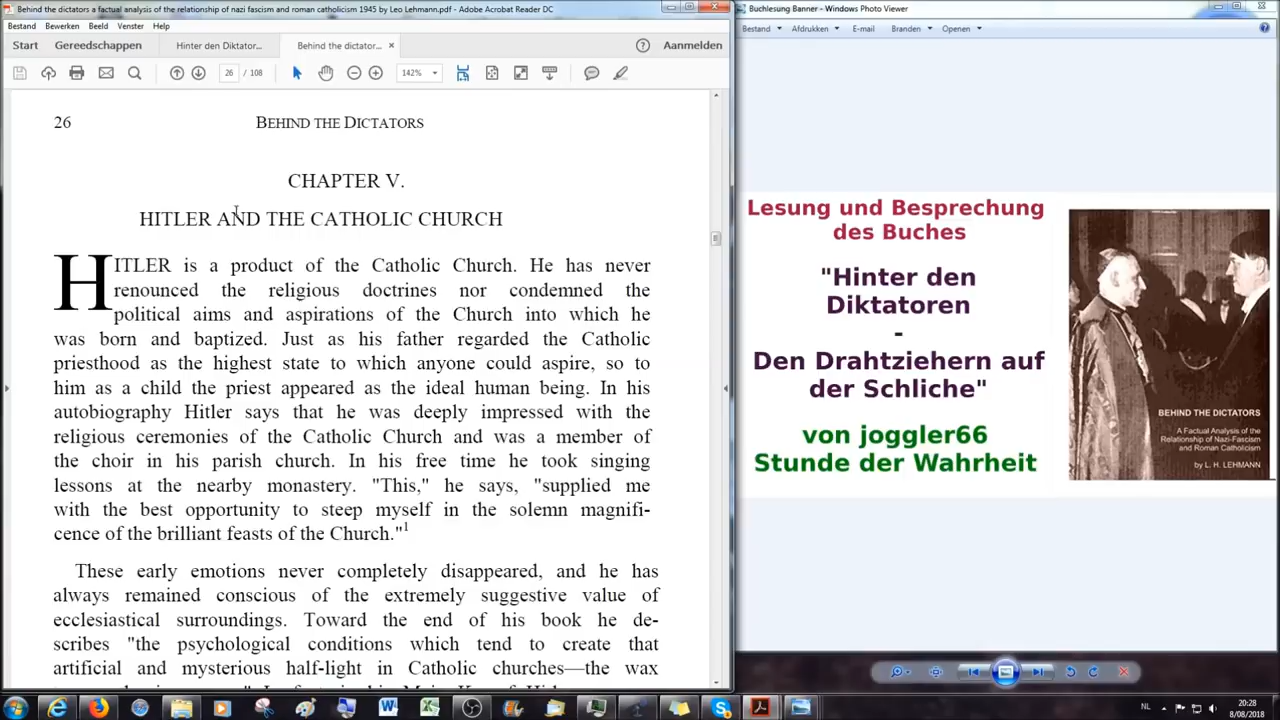 Behind the dictators a factual analysis of the relationship of nazi fascism and roman catholicism 1945 by Leo Lehmann.pdf - Adobe Acrobat Reader DC
Bestand Bewerken Beeld Venster Help
Start Gereedschappen Hinter den Diktator... Behind the dictator... × Aanmelden
26 / 108 142%
26 BEHIND THE DICTATORS
CHAPTER V.
HITLER AND THE CATHOLIC CHURCH
HITLER is a product of the Catholic Church. He has never
renounced the religious doctrines nor condemned the
political aims and aspirations of the Church into which he
was born and baptized. Just as his father regarded the Catholic
priesthood as the highest state to which anyone could aspire, so to
him as a child the priest appeared as the ideal human being. In his
autobiography Hitler says that he was deeply impressed with the
religious ceremonies of the Catholic Church and was a member of
the choir in his parish church. In his free time he took singing
lessons at the nearby monastery. "This," he says, "supplied me
with the best opportunity to steep myself in the solemn magnifi-
cence of the brilliant feasts of the Church."1
These early emotions never completely disappeared, and he has
always remained conscious of the extremely suggestive value of
ecclesiastical surroundings. Toward the end of his book he de-
scribes "the psychological conditions which tend to create that
artificial and mysterious half-light in Catholic churches—the wax
Buchlesung Banner - Windows Photo Viewer
Bestand Afdrukken E-mail Branden Openen
Lesung und Besprechung
des Buches
"Hinter den
Diktatoren
-
Den Drahtziehern auf
der Schliche"
von joggler66
Stunde der Wahrheit
BEHIND THE DICTATORS
A Factual Analysis of the
Relationship of Nazi-Fascism
and Roman Catholicism
by L. H. LEHMANN
NL
20:28
8/08/2018